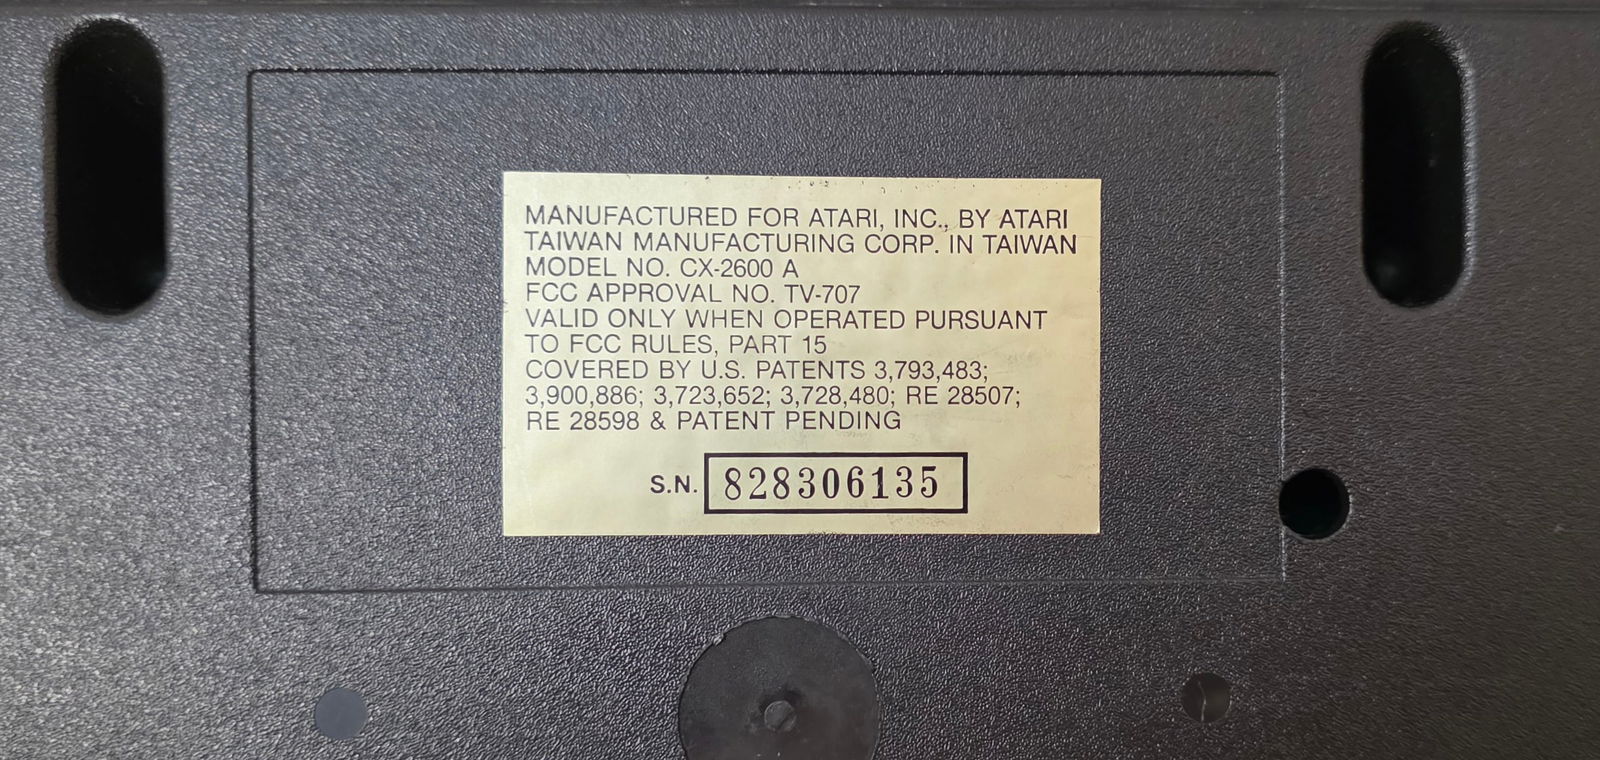 MANUFACTURED FOR ATARI, INC., BY ATARI
TAIWAN MANUFACTURING CORP. IN TAIWAN
MODEL NO. CX-2600 A
FCC APPROVAL NO. TV-707
VALID ONLY WHEN OPERATED PURSUANT
TO FCC RULES, PART 15
COVERED BY U.S. PATENTS 3,793,483;
3,900,886; 3,723,652; 3,728,480; RE 28507;
RE 28598 & PATENT PENDING
S.N. 828306135